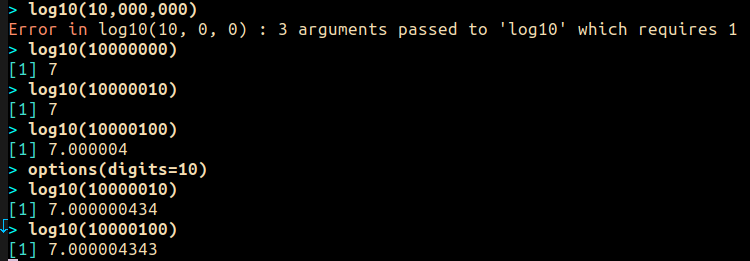 > log10(10,000,000)
Error in log10(10, 0, 0) : 3 arguments passed to 'log10' which requires 1
> log10(10000000)
[1] 7
> log10(10000010)
[1] 7
> log10(10000100)
[1] 7.000004
> options(digits=10)
> log10(10000010)
[1] 7.000000434
> log10(10000100)
[1] 7.000004343